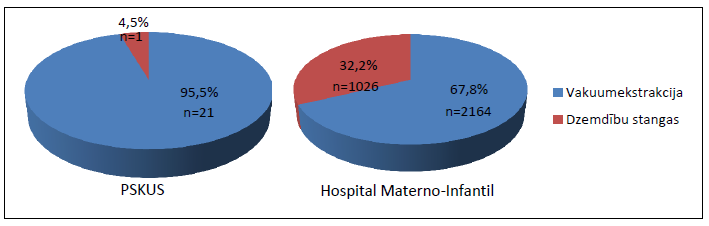 4,5%
n=1
95,5%
n=21
PSKUS
32,2%
n=1026
67,8%
n=2164
Hospital Materno-Infantil
Vakuumekstrakcija
Dzemdību stangas